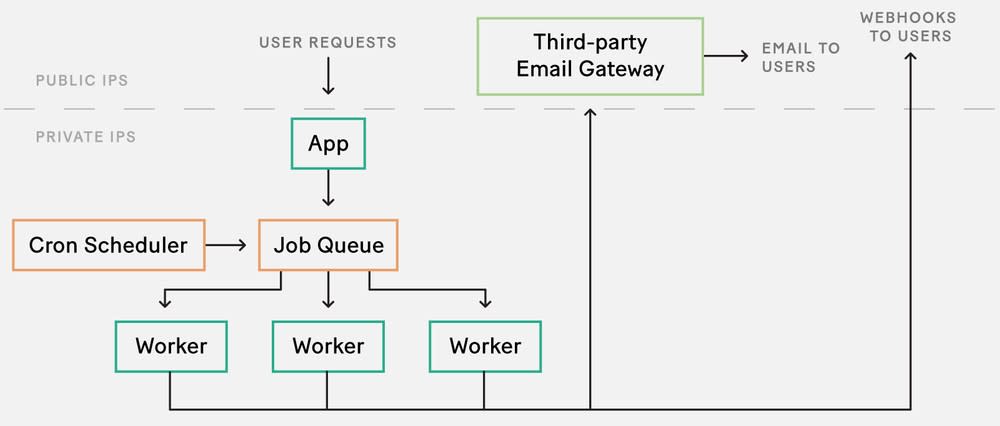 USER REQUESTS
Third-party
Email Gateway
EMAIL TO
USERS
WEBHOOKS
TO USERS
PUBLIC IPS
PRIVATE IPS
App
Cron Scheduler
Job Queue
Worker
Worker
Worker